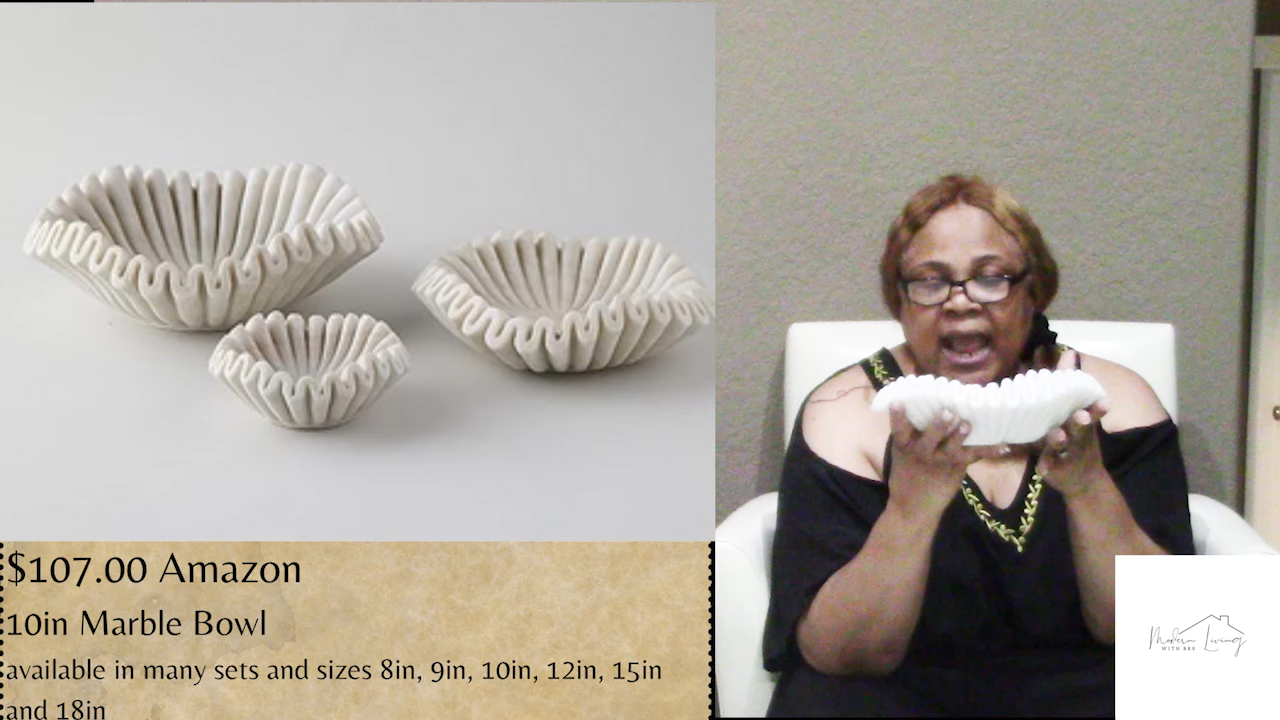 $107.00 Amazon
10in Marble Bowl
available in many sets and sizes 8in, 9in, 10in, 12in, 15in
and 18in
Modern Living
WITH BEE